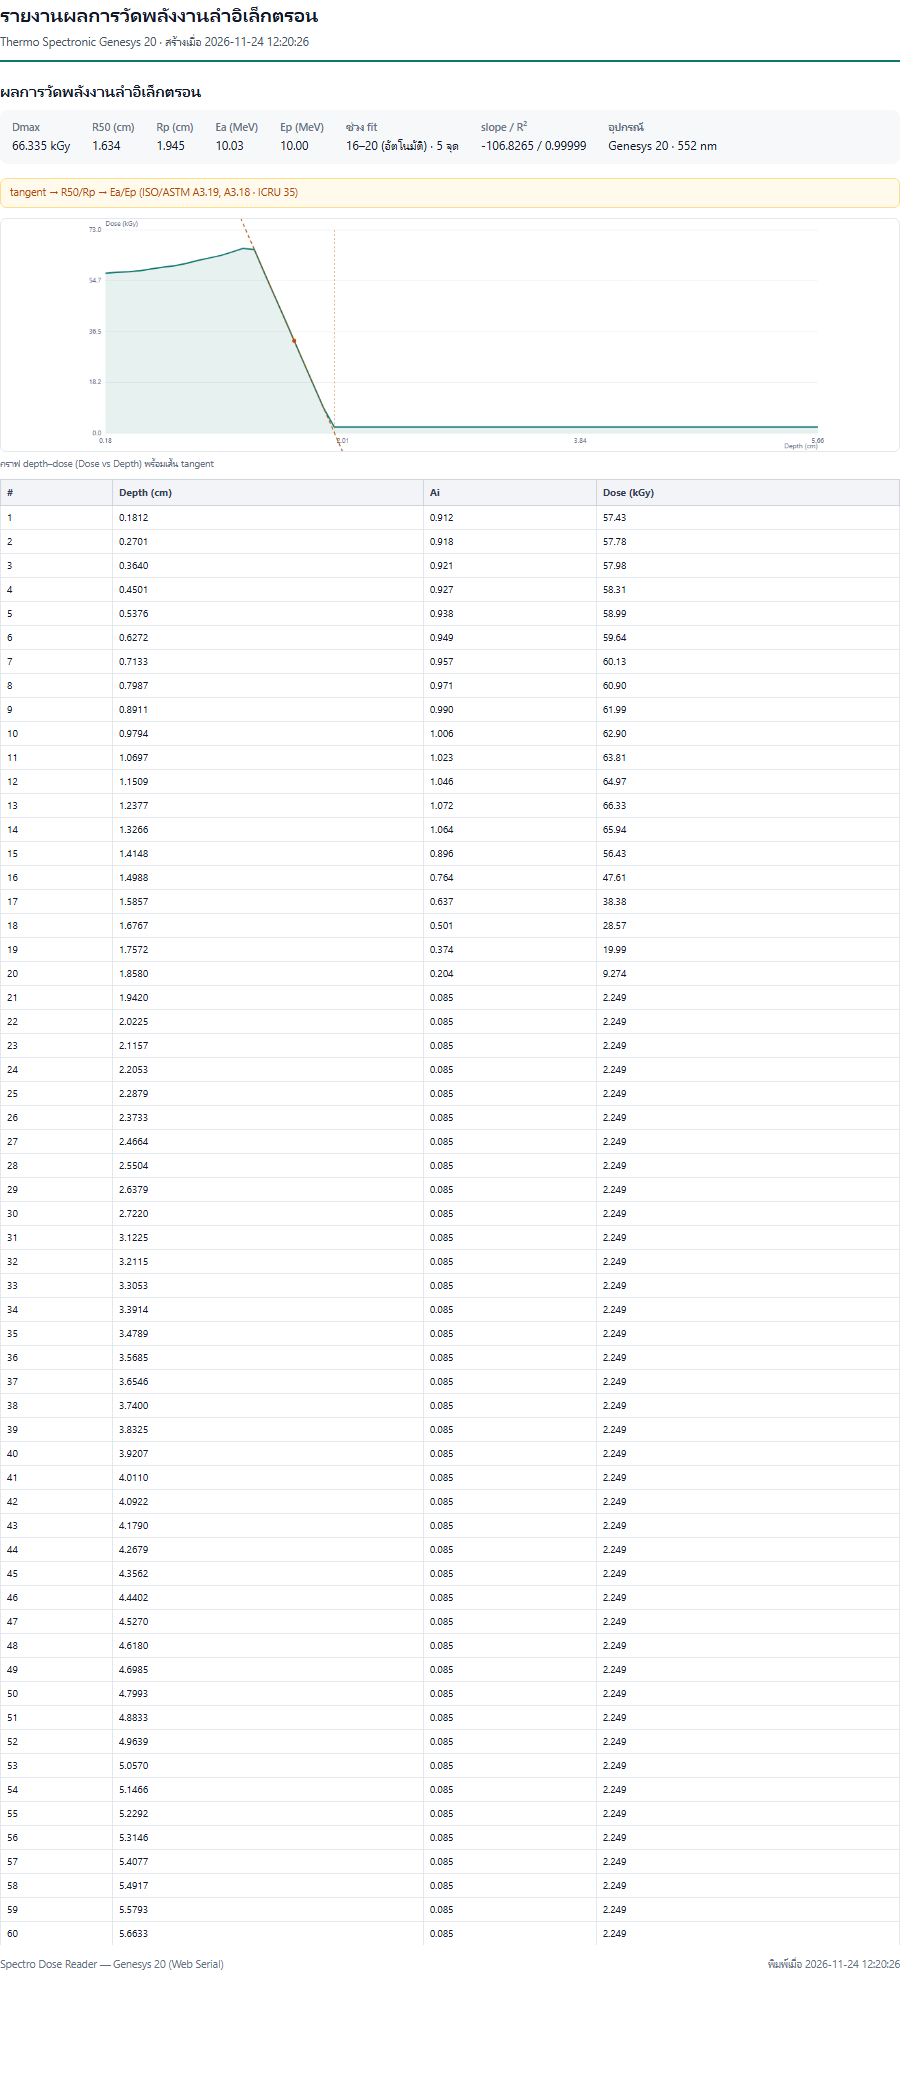 รายงานผลการวัดพลังงานลำอิเล็กตรอน
Thermo Spectronic Genesys 20 · สร้างเมื่อ 2026-11-24 12:20:26
ผลการวัดพลังงานลำอิเล็กตรอน
Dmax R50 (cm) Rp (cm) Ea (MeV) Ep (MeV) ช่วง fit slope / R² อุปกรณ์
66.335 kGy 1.634 1.945 10.03 10.00 16–20 (อัตโนมัติ) · 5 จุด -106.8265 / 0.99999 Genesys 20 · 552 nm
tangent → R50/Rp → Ea/Ep (ISO/ASTM A3.19, A3.18 · ICRU 35)
Dose (kGy)
73.0
54.7
36.5
18.2
0.0
0.18 2.01 3.84 5.66
Depth (cm)
กราฟ depth–dose (Dose vs Depth) พร้อมเส้น tangent
# Depth (cm) Ai Dose (kGy)
1 0.1812 0.912 57.43
2 0.2701 0.918 57.78
3 0.3640 0.921 57.98
4 0.4501 0.927 58.31
5 0.5376 0.938 58.99
6 0.6272 0.949 59.64
7 0.7133 0.957 60.13
8 0.7987 0.971 60.90
9 0.8911 0.990 61.99
10 0.9794 1.006 62.90
11 1.0697 1.023 63.81
12 1.1509 1.046 64.97
13 1.2377 1.072 66.33
14 1.3266 1.064 65.94
15 1.4148 0.896 56.43
16 1.4988 0.764 47.61
17 1.5857 0.637 38.38
18 1.6767 0.501 28.57
19 1.7572 0.374 19.99
20 1.8580 0.204 9.274
21 1.9420 0.085 2.249
22 2.0225 0.085 2.249
23 2.1157 0.085 2.249
24 2.2053 0.085 2.249
25 2.2879 0.085 2.249
26 2.3733 0.085 2.249
27 2.4664 0.085 2.249
28 2.5504 0.085 2.249
29 2.6379 0.085 2.249
30 2.7220 0.085 2.249
31 3.1225 0.085 2.249
32 3.2115 0.085 2.249
33 3.3053 0.085 2.249
34 3.3914 0.085 2.249
35 3.4789 0.085 2.249
36 3.5685 0.085 2.249
37 3.6546 0.085 2.249
38 3.7400 0.085 2.249
39 3.8325 0.085 2.249
40 3.9207 0.085 2.249
41 4.0110 0.085 2.249
42 4.0922 0.085 2.249
43 4.1790 0.085 2.249
44 4.2679 0.085 2.249
45 4.3562 0.085 2.249
46 4.4402 0.085 2.249
47 4.5270 0.085 2.249
48 4.6180 0.085 2.249
49 4.6985 0.085 2.249
50 4.7993 0.085 2.249
51 4.8833 0.085 2.249
52 4.9639 0.085 2.249
53 5.0570 0.085 2.249
54 5.1466 0.085 2.249
55 5.2292 0.085 2.249
56 5.3146 0.085 2.249
57 5.4077 0.085 2.249
58 5.4917 0.085 2.249
59 5.5793 0.085 2.249
60 5.6633 0.085 2.249
Spectro Dose Reader — Genesys 20 (Web Serial) พิมพ์เมื่อ 2026-11-24 12:20:26